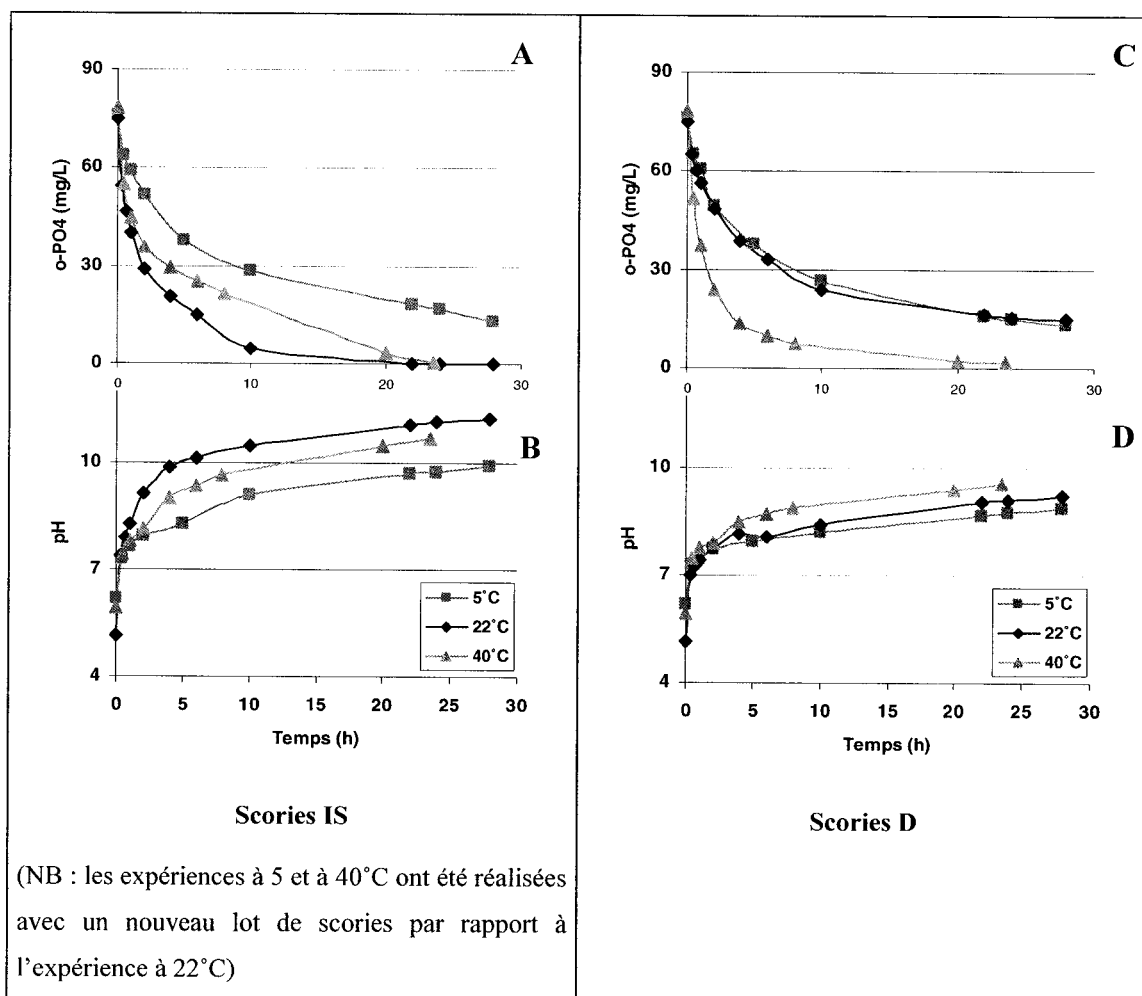 A
90
60
30
0
o-PO4 (mg/L)
0 10 20 30
B
10
7
4
pH
5˚C
22˚C
40˚C
0 5 10 15 20 25 30
Temps (h)
Scories IS
(NB : les expériences à 5 et à 40˚C ont été réalisées
avec un nouveau lot de scories par rapport à
l'expérience à 22˚C)
C
90
60
30
0
o-PO4 (mg/L)
0 10 20 30
D
10
7
4
pH
5˚C
22˚C
40˚C
0 5 10 15 20 25 30
Temps (h)
Scories D